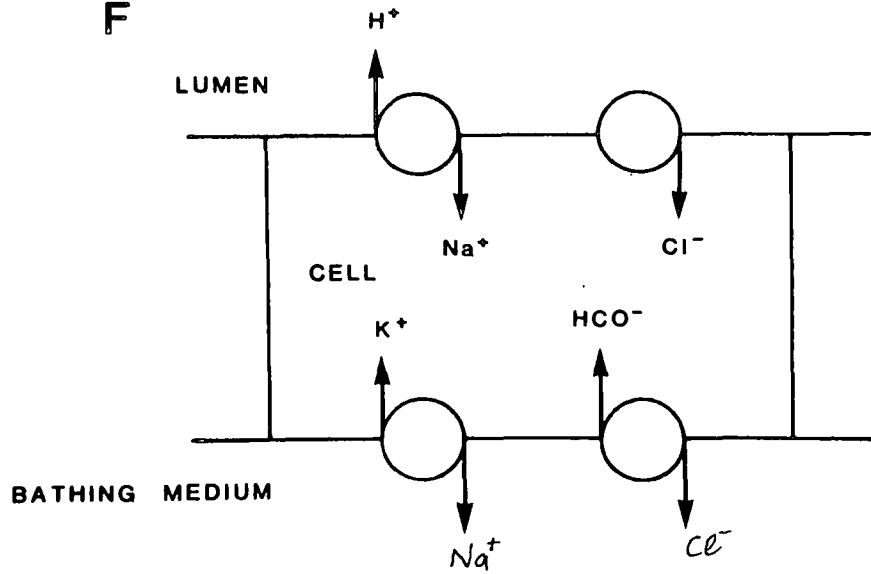 F
H⁺
LUMEN
Na⁺
Cl⁻
CELL
K⁺
HCO⁻
BATHING MEDIUM
Na⁺
Cl⁻